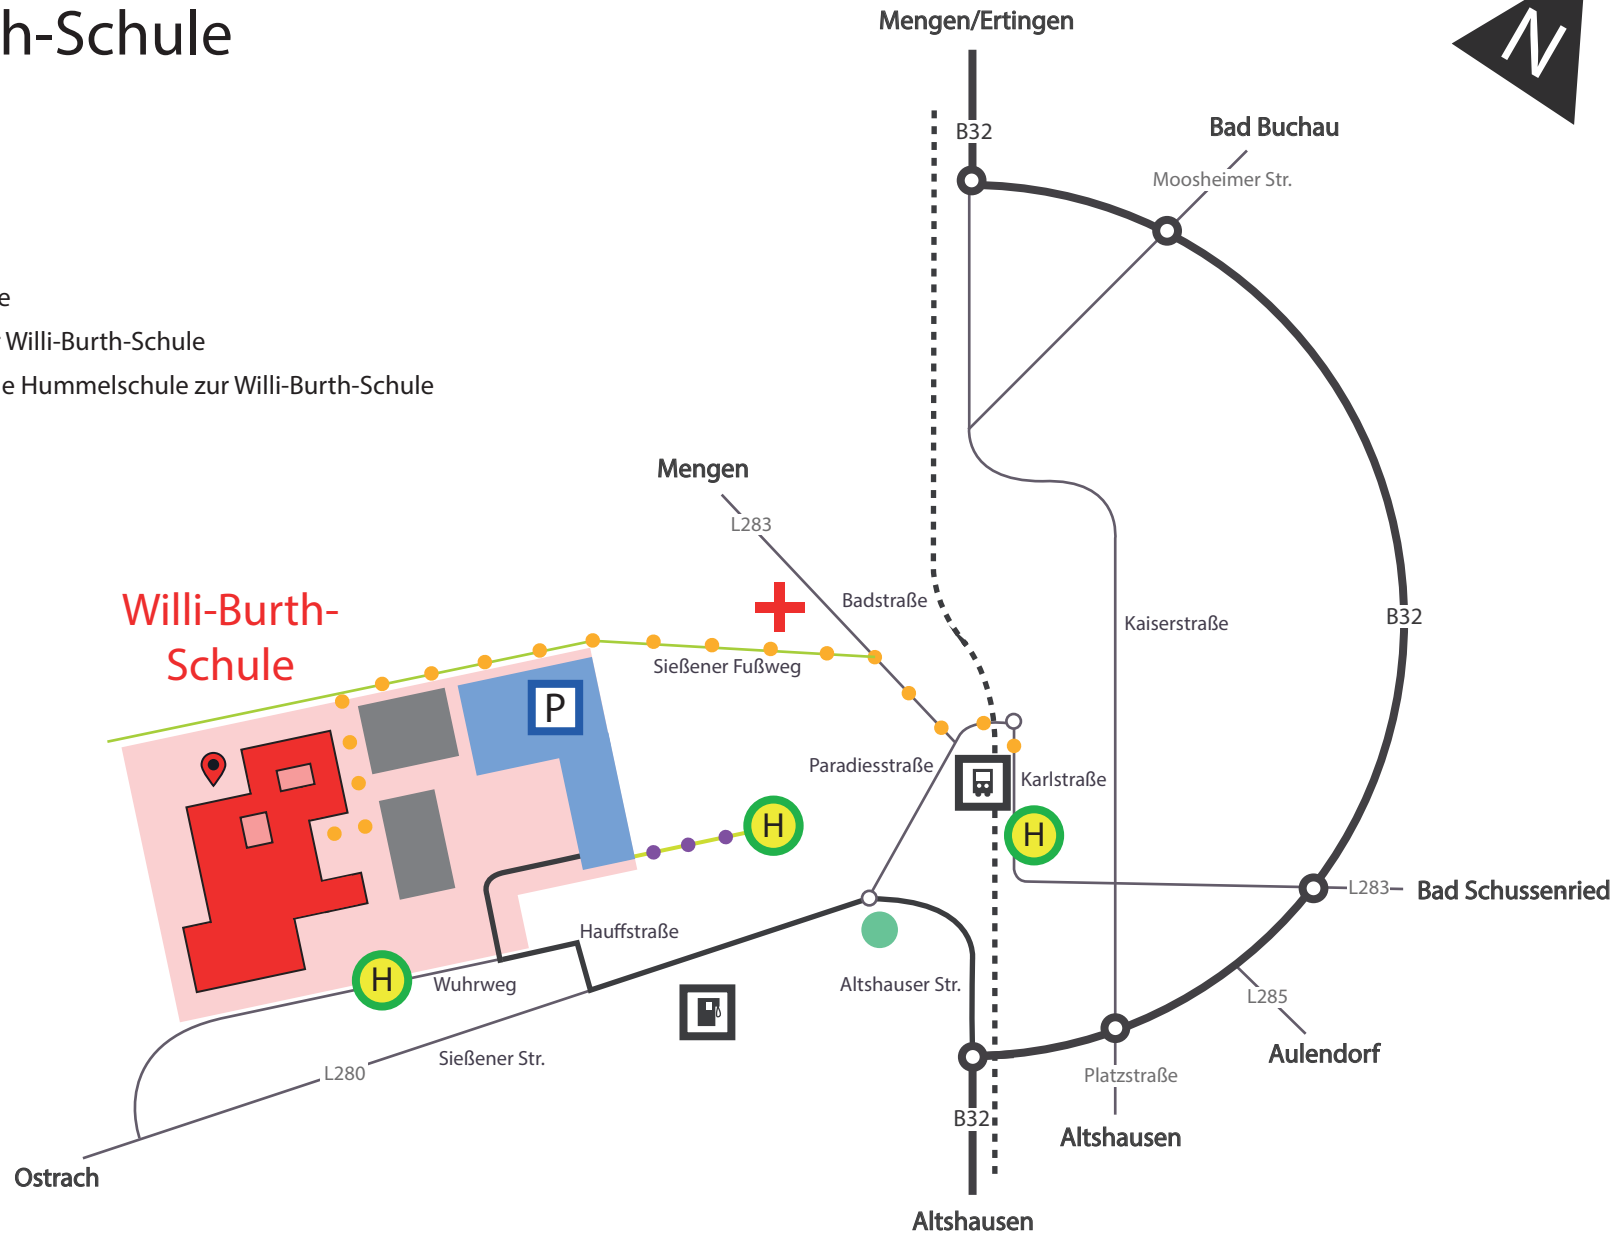 h-Schule
Mengen/Ertingen
N
B32
Bad Buchau
Moosheimer Str.
e
Willi-Burth-Schule
e Hummelschule zur Willi-Burth-Schule
Mengen
L283
Willi-Burth-
Schule
Badstraße
Kaiserstraße
B32
Sießener Fußweg
P
Paradiesstraße
Karlstraße
H
H
L283
Bad Schussenried
Hauffstraße
H
Wuhrweg
Altshauser Str.
L285
Aulendorf
Sießener Str.
L280
Platzstraße
B32
Altshausen
Ostrach
Altshausen